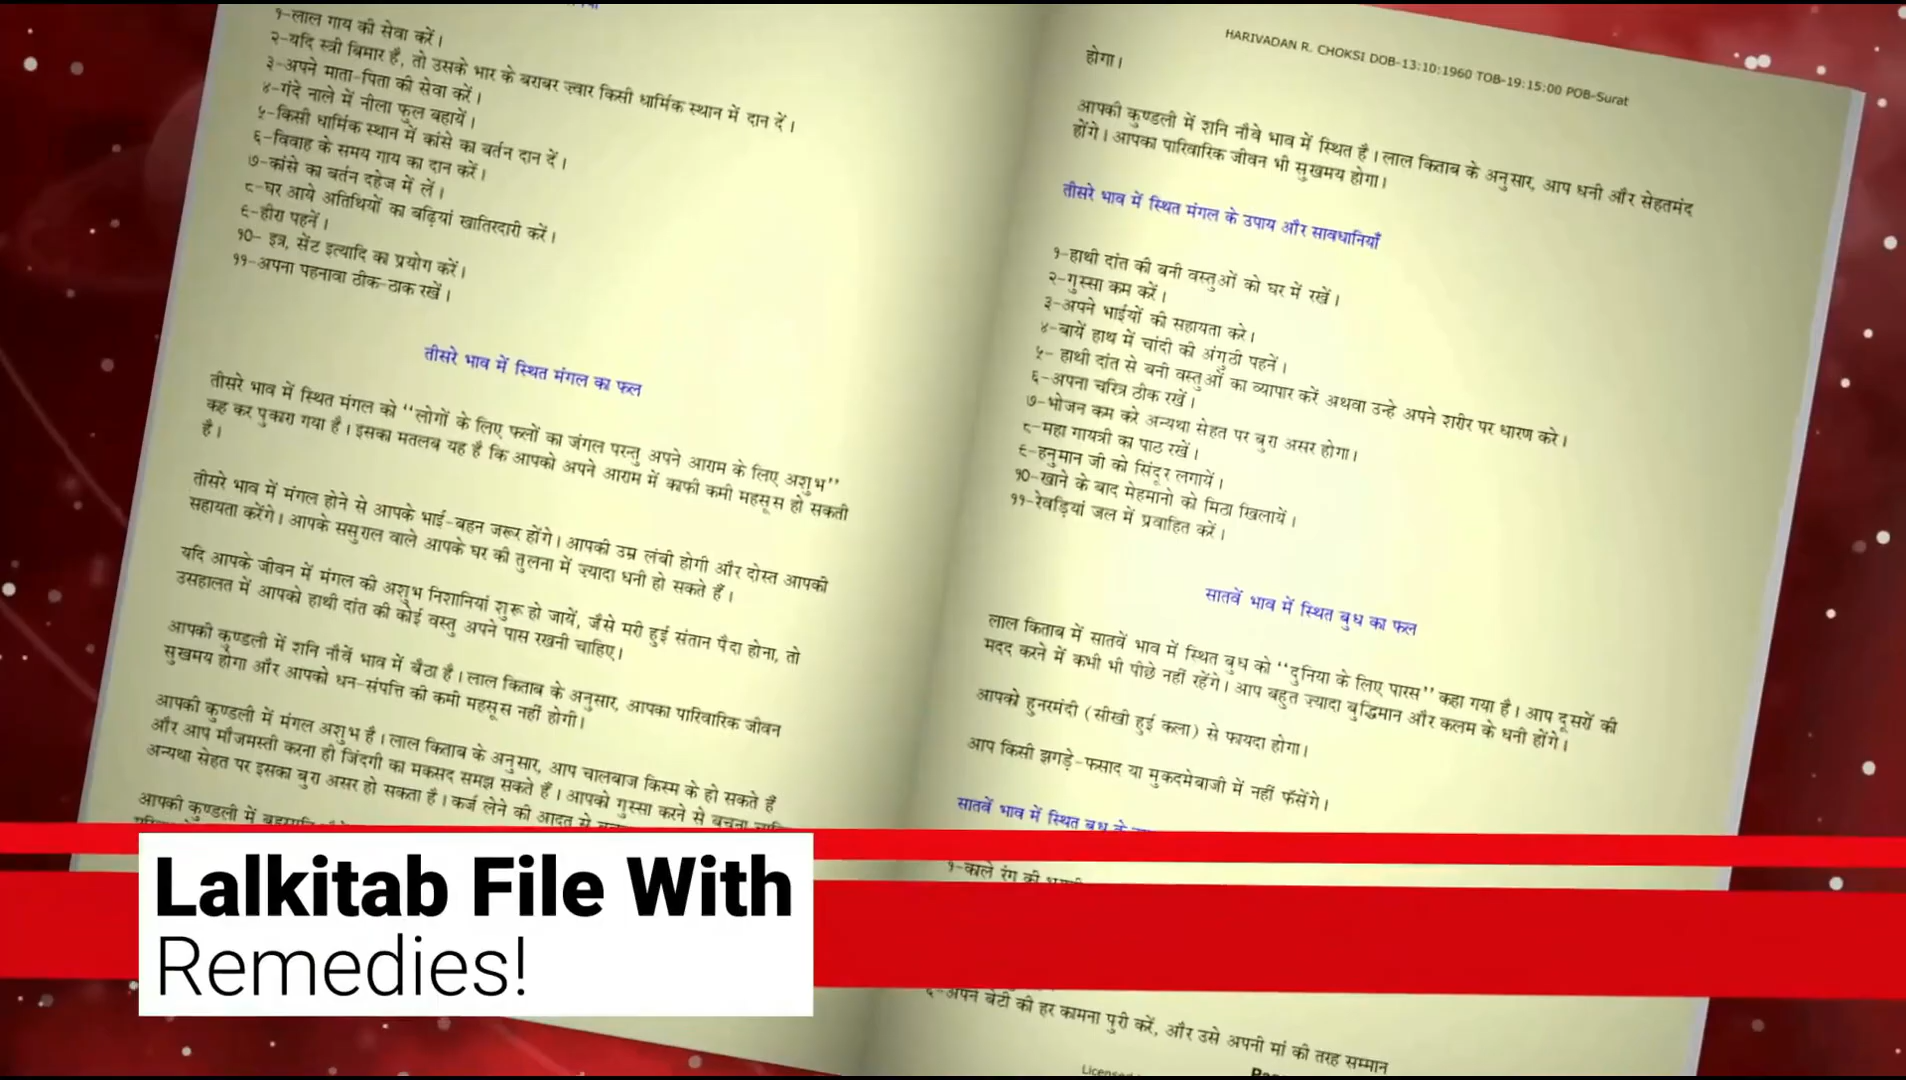 १-लाल गाय की सेवा करें।
२-यदि स्त्री बिमार है, तो उसके भार के बराबर ज्वार किसी धार्मिक स्थान में दान दें।
३-अपने माता-पिता की सेवा करें।
४-गंदे नाले में नीला फुल बहायें।
५-किसी धार्मिक स्थान में कांसे का बर्तन दान दें।
६-विवाह के समय गाय का दान करें।
७-कांसे का बर्तन दहेज में लें।
८-घर आये अतिथियों का बढ़ियां खातिरदारी करें।
९-हीरा पहनें।
१०- इत्र, सेंट इत्यादि का प्रयोग करें।
११-अपना पहनावा ठीक-ठाक रखें।
तीसरे भाव में स्थित मंगल का फल
तीसरे भाव में स्थित मंगल को “लोगों के लिए फलों का जंगल परन्तु अपने आराम के लिए अशुभ”
कह कर पुकारा गया है। इसका मतलब यह है कि आपको अपने आराम में काफी कमी महसूस हो सकती
है।
तीसरे भाव में मंगल होने से आपके भाई-बहन जरूर होंगे। आपकी उम्र लंबी होगी और दोस्त आपकी
सहायता करेंगे। आपके ससुराल वाले आपके घर की तुलना में ज़्यादा धनी हो सकते हैं।
यदि आपके जीवन में मंगल की अशुभ निशानियां शुरू हो जायें, जैसे मरी हुई संतान पैदा होना, तो
उसहालत में आपको हाथी दांत की कोई वस्तु अपने पास रखनी चाहिए।
आपकी कुण्डली में शनि नौवें भाव में बैठा है। लाल किताब के अनुसार, आपका पारिवारिक जीवन
सुखमय होगा और आपको धन-संपत्ति की कमी महसूस नहीं होगी।
आपकी कुण्डली में मंगल अशुभ है। लाल किताब के अनुसार, आप चालबाज किस्म के हो सकते हैं
और आप मौजमस्ती करना ही जिंदगी का मकसद समझ सकते हैं। आपको गुस्सा करने से बचना
अन्यथा सेहत पर इसका बुरा असर हो सकता है। कर्ज लेने की आदत से
आपकी कुण्डली में
HARIVADAN R. CHOKSI DOB-13:10:1960 TOB-19:15:00 POB-Surat
होगा।
आपकी कुण्डली में शनि नौवे भाव में स्थित है। लाल किताब के अनुसार, आप धनी और सेहतमंद
होंगे। आपका पारिवारिक जीवन भी सुखमय होगा।
तीसरे भाव में स्थित मंगल के उपाय और सावधानियाँ
१-हाथी दांत की बनी वस्तुओं को घर में रखें।
२-गुस्सा कम करें।
३-अपने भाईयों की सहायता करे।
४-बायें हाथ में चांदी की अंगुठी पहनें।
५- हाथी दांत से बनी वस्तुओं का व्यापार करें अथवा उन्हे अपने शरीर पर धारण करे।
६-अपना चरित्र ठीक रखें।
७-भोजन कम करे अन्यथा सेहत पर बुरा असर होगा।
८-महा गायत्री का पाठ रखें।
९-हनुमान जी को सिंदूर लगायें।
१०-खाने के बाद मेहमानो को मिठा खिलायें।
११-रेवड़ियां जल में प्रवाहित करें।
सातवें भाव में स्थित बुध का फल
लाल किताब में सातवें भाव में स्थित बुध को “दुनिया के लिए पारस” कहा गया है। आप दूसरों की
मदद करने में कभी भी पीछे नहीं रहेंगे। आप बहुत ज़्यादा बुद्धिमान और कलम के धनी होंगे।
आपको हुनरमंदी (सीखी हुई कला) से फायदा होगा।
आप किसी झगड़े-फसाद या मुकदमेबाजी में नहीं फॅसेंगे।
सातवें भाव में स्थित बुध के
१-काले रंग की
६-अपने बेटी की हर कामना पुरी करें, और उसे अपनी मां की तरह सम्मान
Lalkitab File With
Remedies!